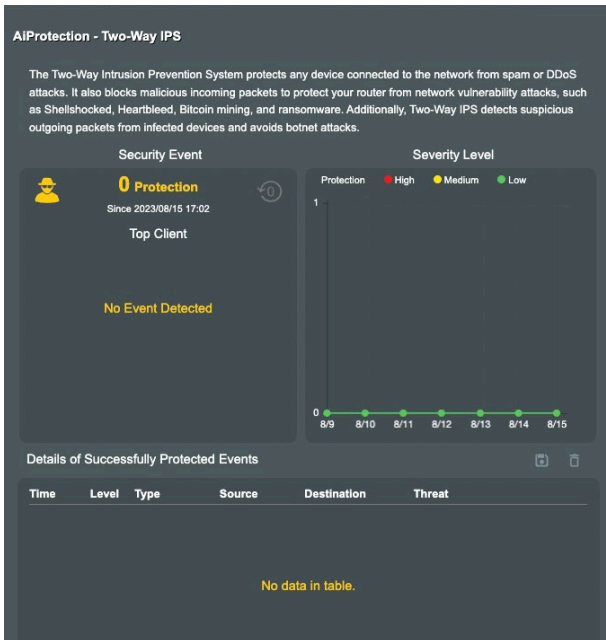 AiProtection - Two-Way IPS
The Two-Way Intrusion Prevention System protects any device connected to the network from spam or DDoS
attacks. It also blocks malicious incoming packets to protect your router from network vulnerability attacks, such
as Shellshocked, Heartbleed, Bitcoin mining, and ransomware. Additionally, Two-Way IPS detects suspicious
outgoing packets from infected devices and avoids botnet attacks.
Security Event
0 Protection
0
Since 2023/08/15 17:02
Top Client
No Event Detected
Severity Level
Protection High Medium Low
1
0
8/9 8/10 8/11 8/12 8/13 8/14 8/15
Details of Successfully Protected Events
Time Level Type Source Destination Threat
No data in table.